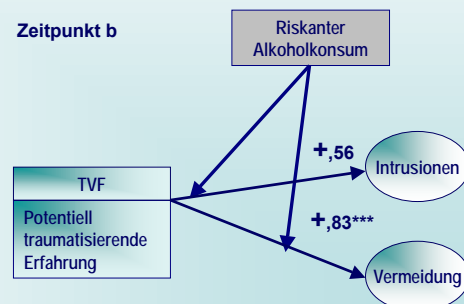 Zeitpunkt b
Riskanter
Alkoholkonsum
+,56
Intrusionen
TVF
Potentiell
traumatisierende
Erfahrung
+,83***
Vermeidung